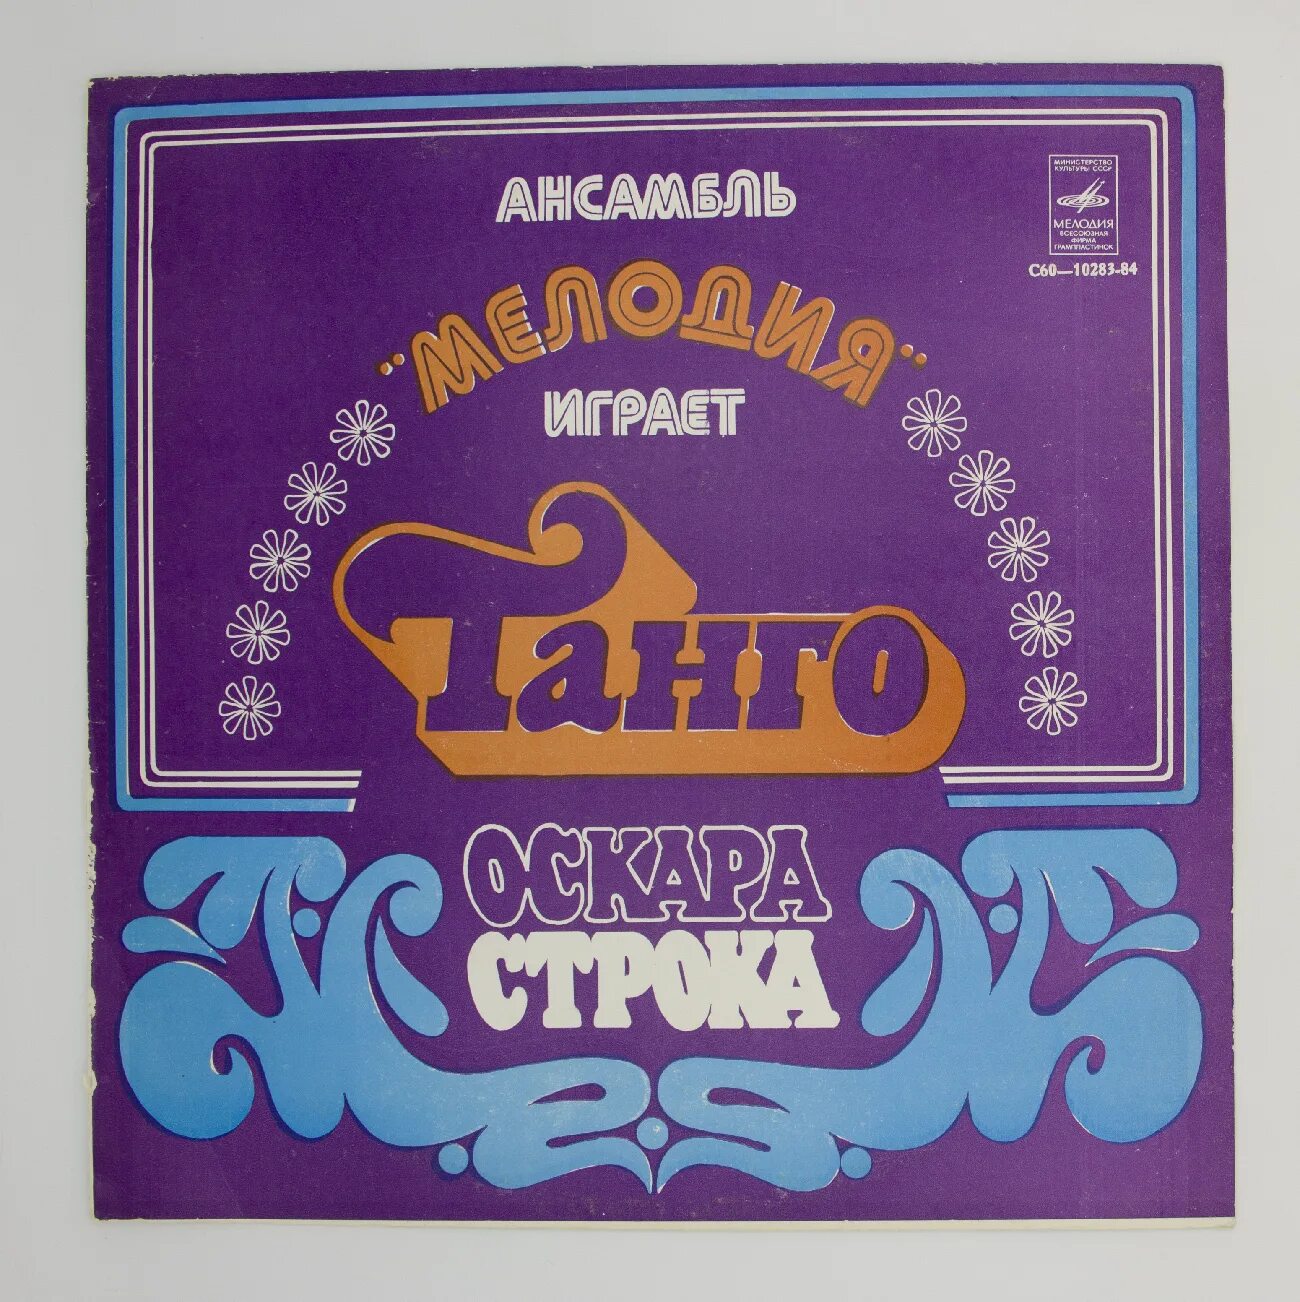 АНСАМБЛЬ
"МЕЛОДИЯ"
ИГРАЕТ
Танго
ОСКАРА
СТРОКА
МИНИСТЕРСТВО
КУЛЬТУРЫ СССР
МЕЛОДИЯ
ВСЕСОЮЗНАЯ
ФИРМА
ГРАМПЛАСТИНОК
С60—10283-84